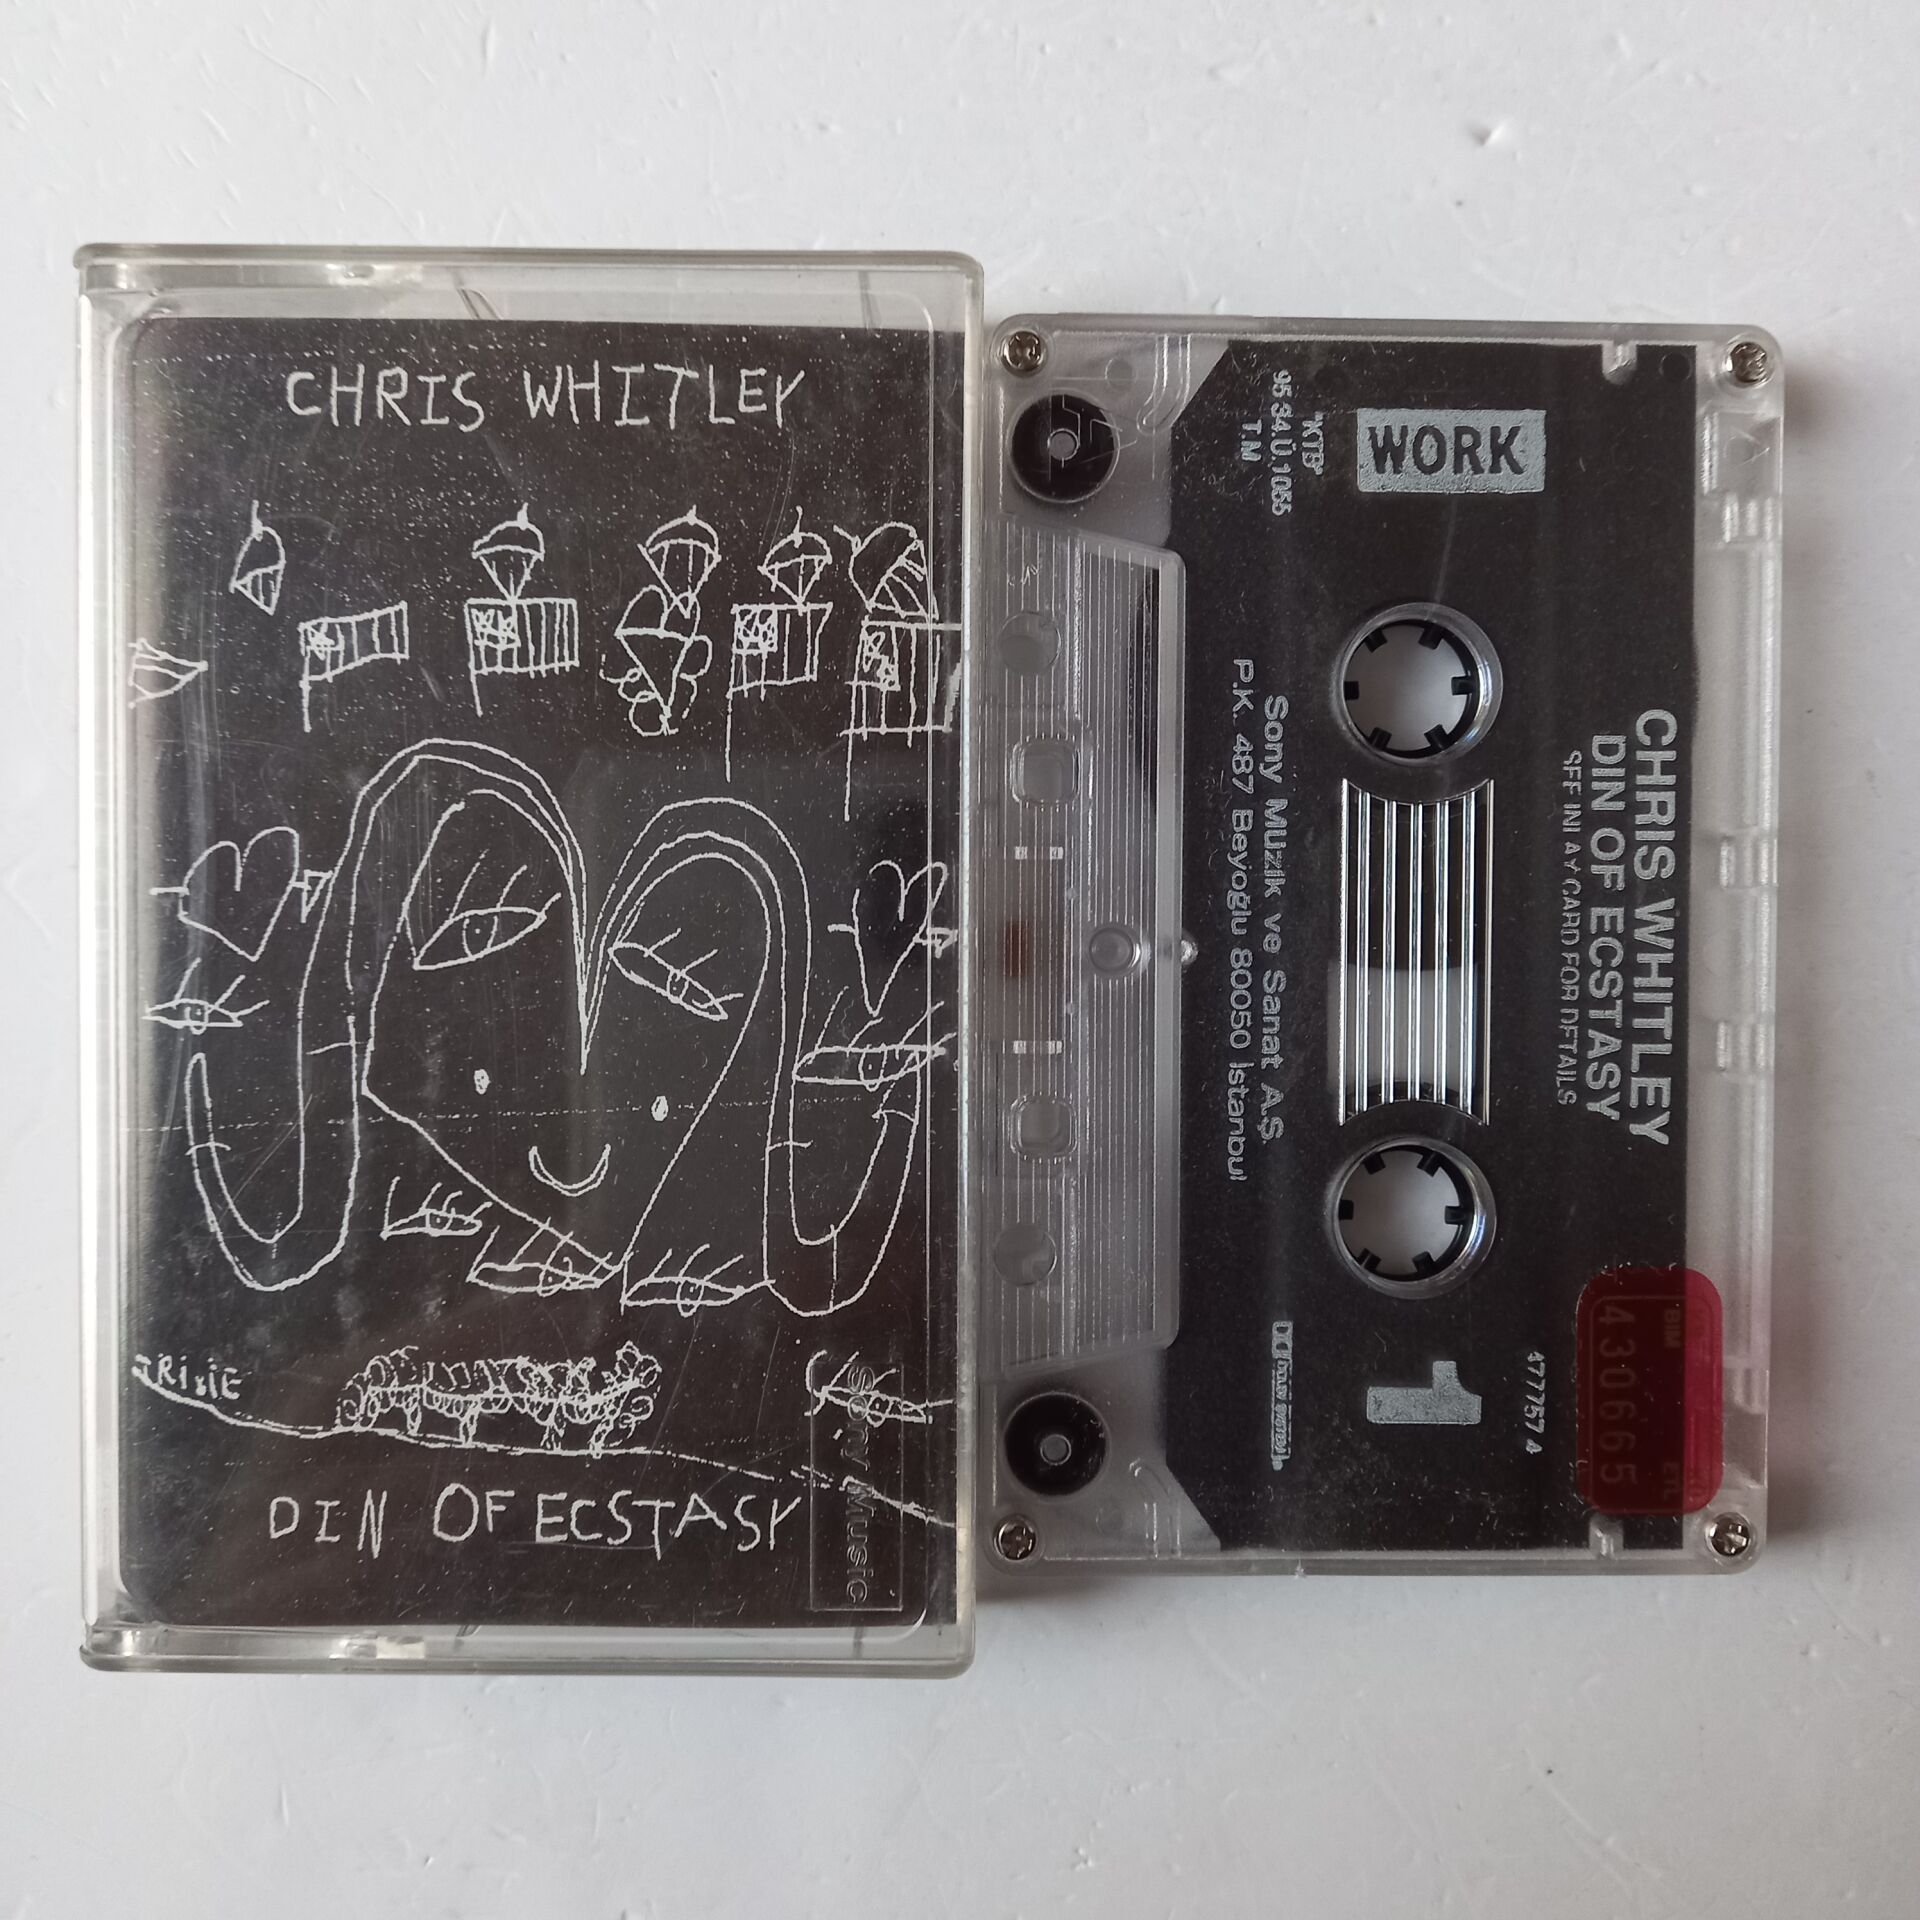 CHRIS WHITLEY
TRiXiE
DIN OF ECSTASY
Sony Music
WORK
CHRIS WHITLEY
DIN OF ECSTASY
SEE INLAY CARD FOR DETAILS
"KTB"
95.34.Ü.1055
T.M
Sony Müzik ve Sanat A.Ş
P.K. 487 Beyoğlu 80050 İstanbul
1
477757 4
430665